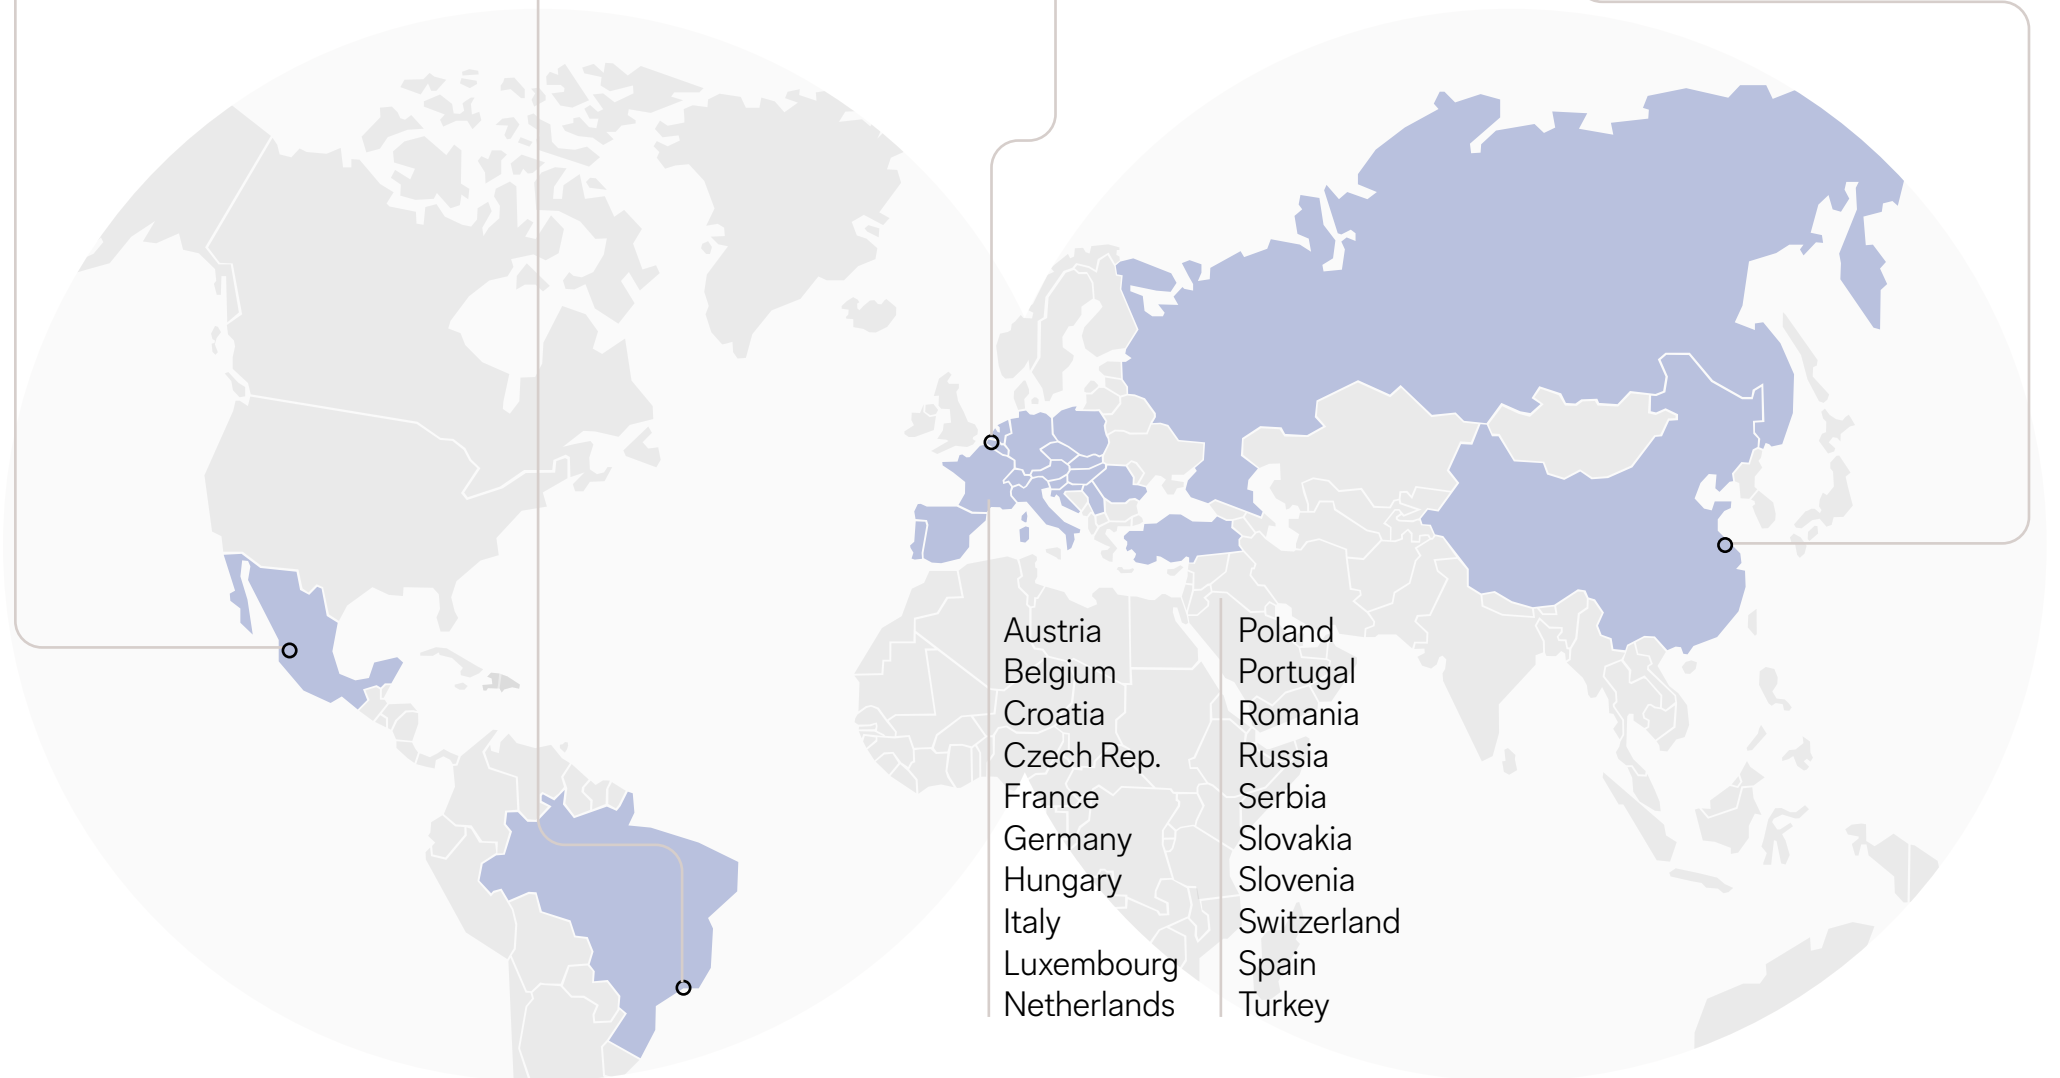 Austria
Belgium
Croatia
Czech Rep.
France
Germany
Hungary
Italy
Luxembourg
Netherlands
Poland
Portugal
Romania
Russia
Serbia
Slovakia
Slovenia
Switzerland
Spain
Turkey